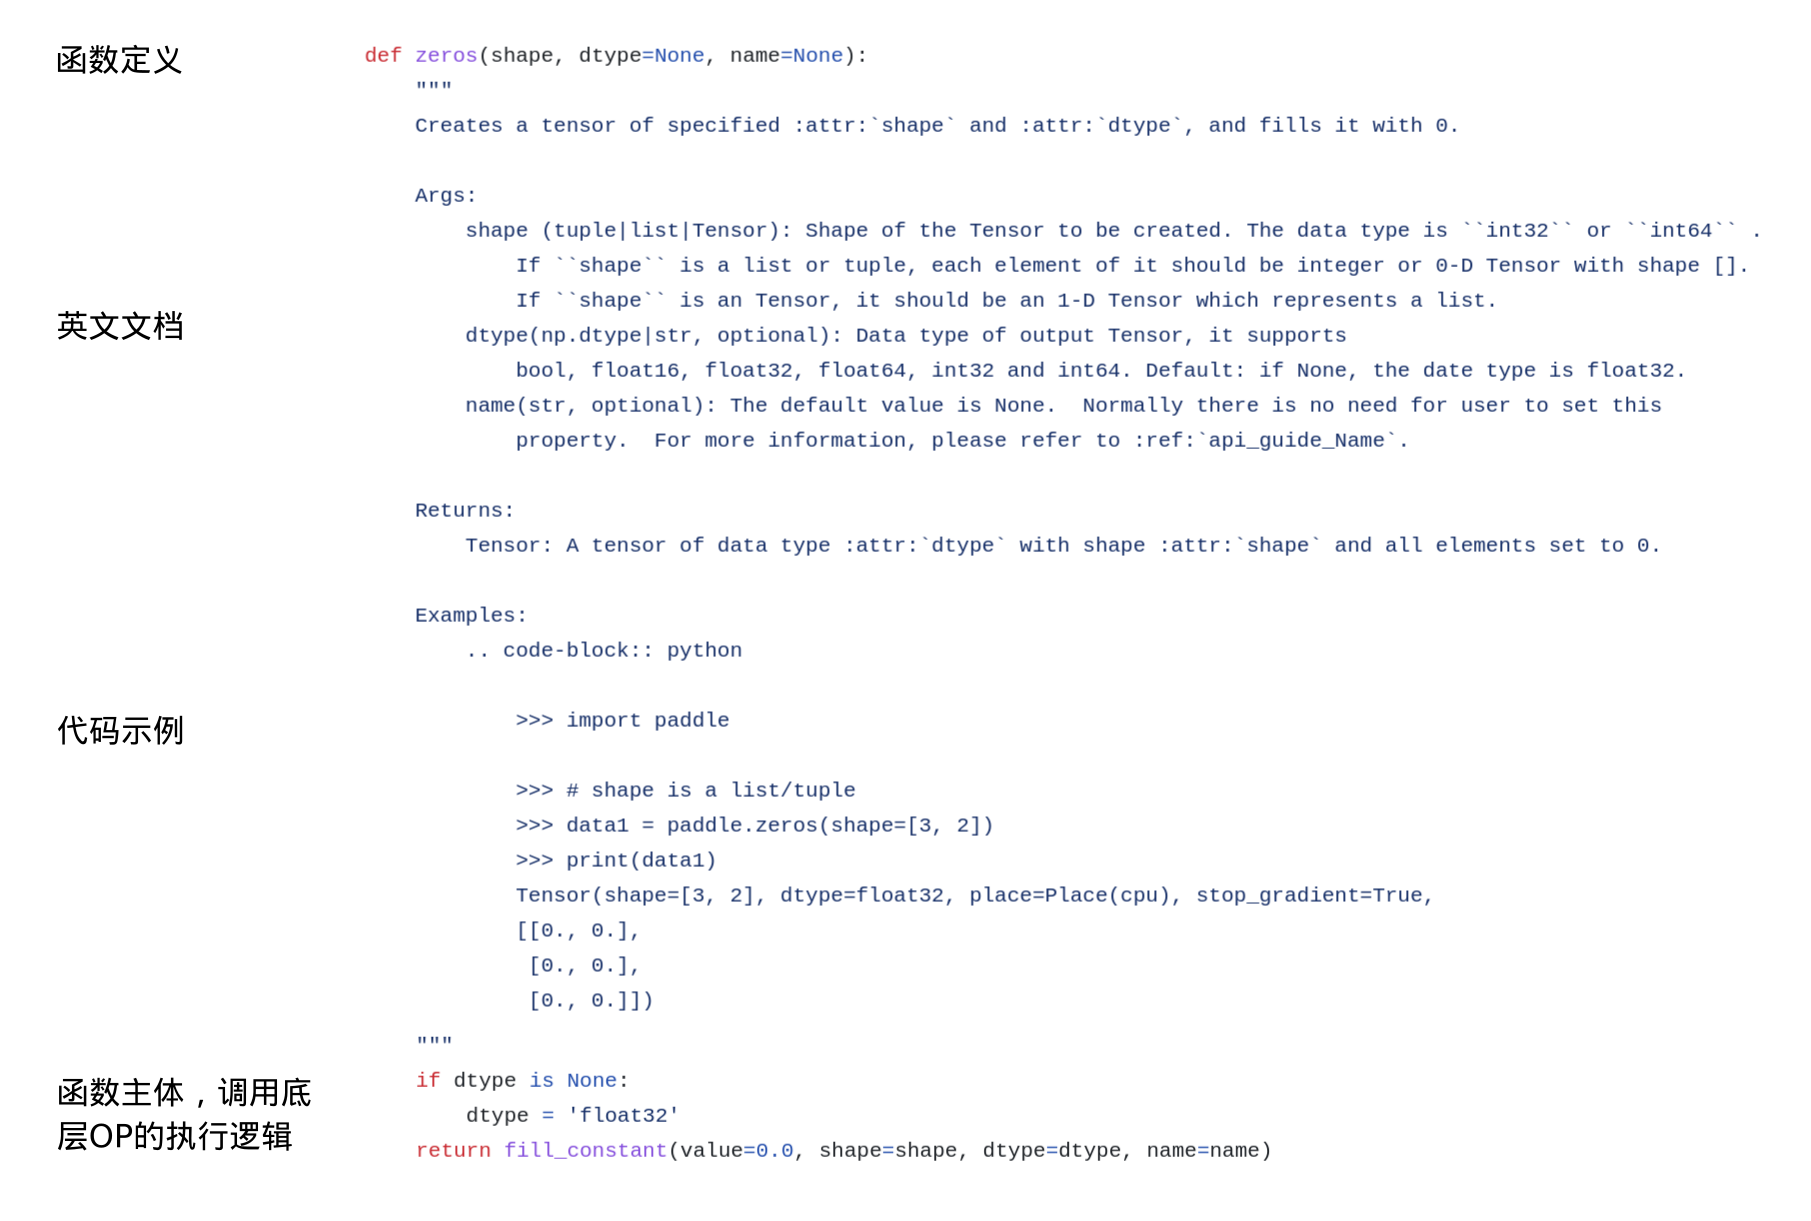 函数定义
def zeros(shape, dtype=None, name=None):
"""
Creates a tensor of specified :attr:`shape` and :attr:`dtype`, and fills it with 0.
Args:
shape (tuple|list|Tensor): Shape of the Tensor to be created. The data type is ``int32`` or ``int64`` .
If ``shape`` is a list or tuple, each element of it should be integer or 0-D Tensor with shape [].
If ``shape`` is an Tensor, it should be an 1-D Tensor which represents a list.
英文文档
dtype(np.dtype|str, optional): Data type of output Tensor, it supports
bool, float16, float32, float64, int32 and int64. Default: if None, the date type is float32.
name(str, optional): The default value is None.  Normally there is no need for user to set this
property.  For more information, please refer to :ref:`api_guide_Name`.
Returns:
Tensor: A tensor of data type :attr:`dtype` with shape :attr:`shape` and all elements set to 0.
Examples:
.. code-block:: python
代码示例
>>> import paddle
>>> # shape is a list/tuple
>>> data1 = paddle.zeros(shape=[3, 2])
>>> print(data1)
Tensor(shape=[3, 2], dtype=float32, place=Place(cpu), stop_gradient=True,
[[0., 0.],
[0., 0.],
[0., 0.]])
"""
函数主体，调用底
层OP的执行逻辑
if dtype is None:
dtype = 'float32'
return fill_constant(value=0.0, shape=shape, dtype=dtype, name=name)